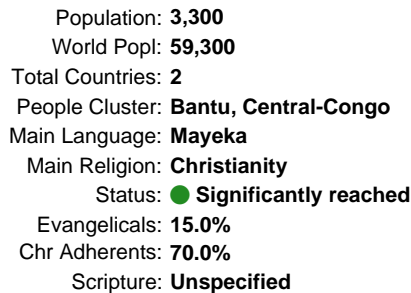 Population: 3,300
World Popl: 59,300
Total Countries: 2
People Cluster: Bantu, Central-Congo
Main Language: Mayeka
Main Religion: Christianity
Status: Significantly reached
Evangelicals: 15.0%
Chr Adherents: 70.0%
Scripture: Unspecified